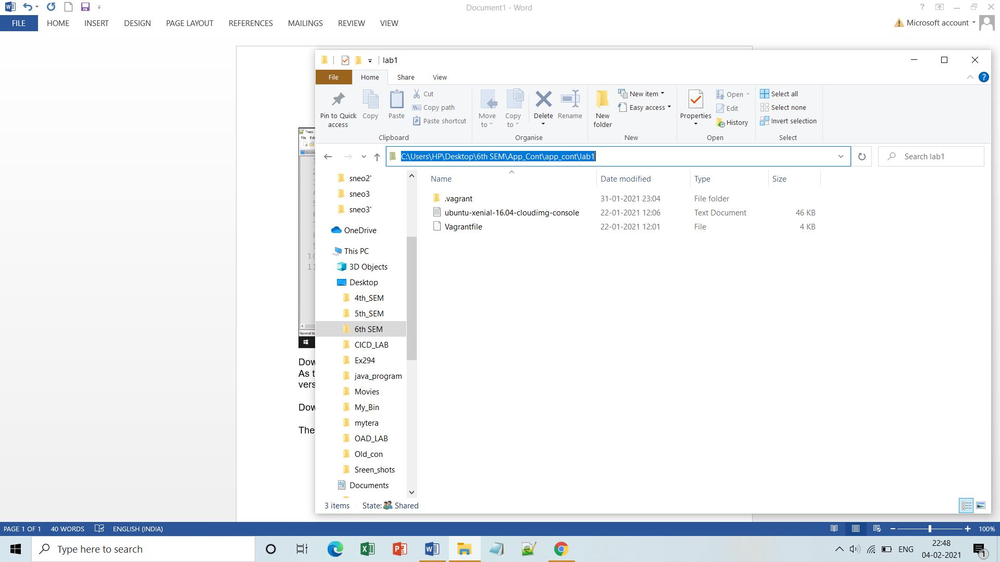 Document1 - Word
FILE HOME INSERT DESIGN PAGE LAYOUT REFERENCES MAILINGS REVIEW VIEW
Microsoft account
lab1
File Home Share View
Pin to Quick access
Copy
Paste
Cut
Copy path
Paste shortcut
Clipboard
Move to
Copy to
Delete
Rename
Organise
New folder
New item
Easy access
New
Properties
Open
Edit
History
Open
Select all
Select none
Invert selection
Select
C:\Users\HP\Desktop\6th SEM\App_Cont\app_cont\lab1
Search lab1
sneo2'
sneo3
sneo3'
OneDrive
This PC
3D Objects
Desktop
4th_SEM
5th_SEM
6th SEM
CICD_LAB
Ex294
java_program
Movies
My_Bin
mytera
OAD_LAB
Old_con
Sreen_shots
Documents
Name Date modified Type Size
.vagrant 31-01-2021 23:04 File folder
ubuntu-xenial-16.04-cloudimg-console 22-01-2021 12:06 Text Document 46 KB
Vagrantfile 22-01-2021 12:01 File 4 KB
3 items State: Shared
"new
File
Normal te
10
11
Dow
As t
vers
Dow
The
PAGE 1 OF 1 40 WORDS ENGLISH (INDIA)
100%
Type here to search
ENG
22:48
04-02-2021
1